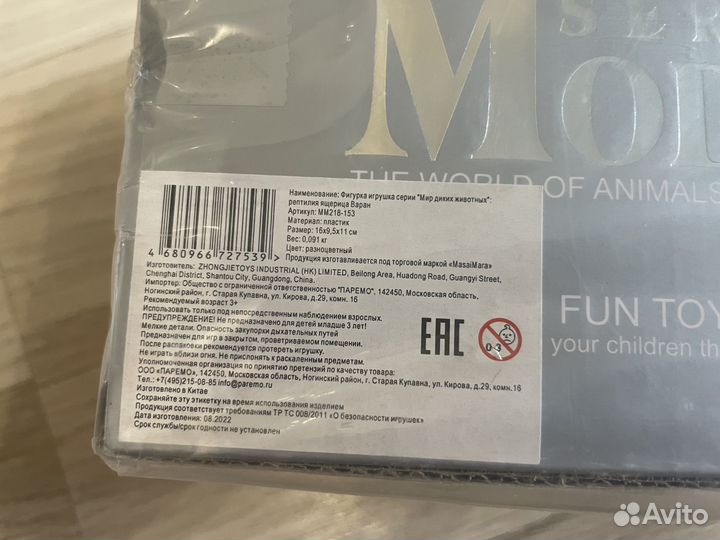 SER
MOD
THE WORLD OF ANIMALS
Наименование: Фигурка игрушка серии "Мир диких животных":
рептилия ящерица Варан
Артикул: MM218-153
Материал: пластик
Размер: 16х9,5х11 см
Вес: 0,091 кг
Цвет: разноцветный
Продукция изготавливается под торговой маркой «MasaiMara»
4 680966 727539 >
Изготовитель: ZHONGJIETOYS INDUSTRIAL (HK) LIMITED, Beilong Area, Huadong Road, Guangyi Street,
Chenghai District, Shantou City, Guangdong, China.
Импортер: Общество с ограниченной ответственностью "ПАРЕМО", 142450, Московская область,
Ногинский район, г. Старая Купавна, ул. Кирова, д.29, комн. 16
Рекомендуемый возраст 3+
Использовать только под непосредственным наблюдением взрослых.
ПРЕДУПРЕЖДЕНИЕ! Не предназначено для детей младше 3 лет!
Мелкие детали. Опасность закупорки дыхательных путей
Предназначен для игр в закрытом, проветриваемом помещении.
После распаковки рекомендуется протереть игрушку.
Не играть вблизи огня. Не прислонять к раскаленным предметам.
Уполномоченная организация по принятию претензий по качеству товара:
ООО «ПАРЕМО», 142450, Московская область, Ногинский район, г. Старая Купавна, ул. Кирова, д.29, комн.16
Тел.:+7(495)215-08-85 info@paremo.ru
Изготовлено в Китае
Сохраняйте эту этикетку на время использования изделием
Продукция соответствует требованиям ТР ТС 008/2011 «О безопасности игрушек»
Дата изготовления: 08.2022
Срок службы/срок годности не установлен
EAC
0-3
FUN TOY
your children th
Avito